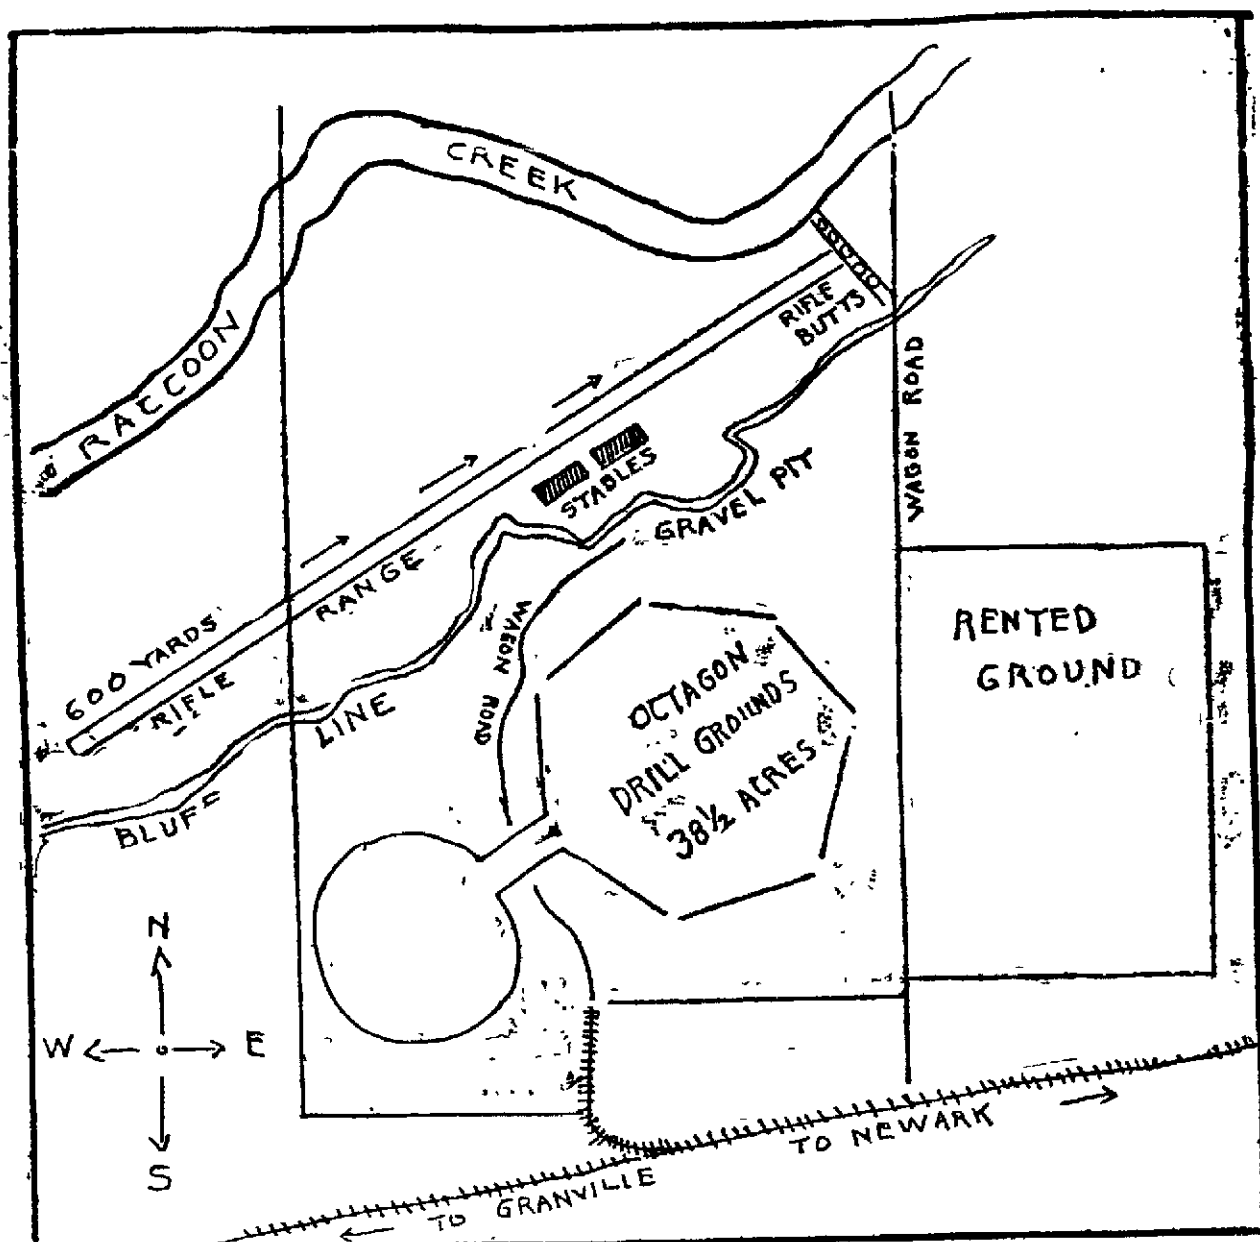 RACCOON CREEK
RIFLE
BUTTS
WAGON ROAD
STABLES
GRAVEL PIT
600 YARDS
RIFLE RANGE
BLUFF LINE
WAGON ROAD
OCTAGON
DRILL GROUNDS
38½ ACRES
RENTED
GROUND
N
W E
S
TO NEWARK
TO GRANVILLE